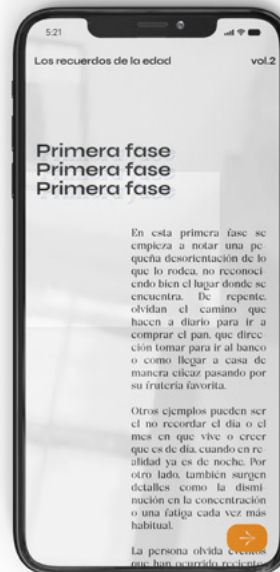 5:21
Los recuerdos de la edad vol.2
Primera fase
Primera fase
Primera fase
En esta primera fase se
empieza a notar una pe-
queña desorientación de lo
que lo rodea, no reconoci-
endo bien el lugar donde se
encuentra. De repente,
olvidan el camino que
hacen a diario para ir a
comprar el pan, que direc-
ción tomar para ir al banco
o como llegar a casa de
manera eficaz pasando por
su frutería favorita.
Otros ejemplos pueden ser
el no recordar el día o el
mes en que vive o creer
que es de día, cuando en re-
alidad ya es de noche. Por
otro lado, también surgen
detalles como la dismi-
nución en la concentración
o una fatiga cada vez más
habitual.
La persona olvida eventos
que han ocurrido reciente-